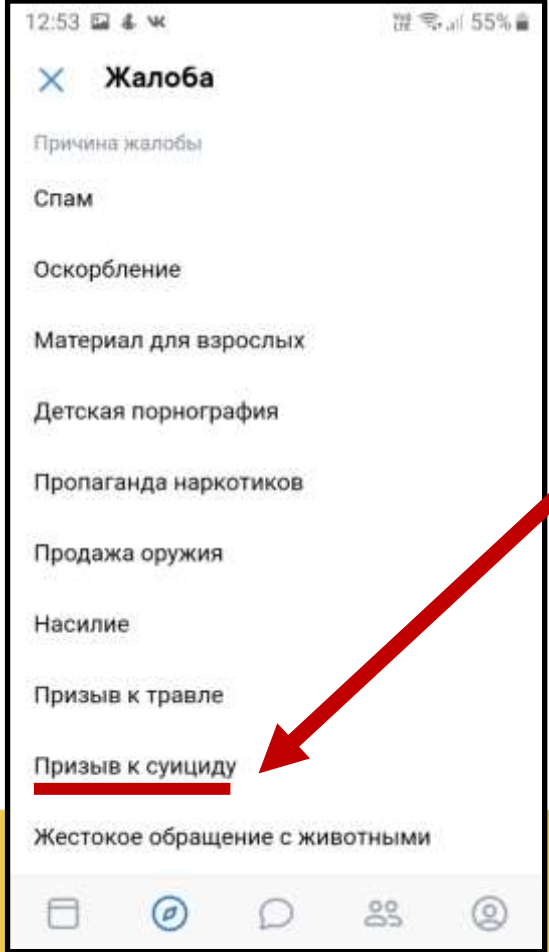 12:53
55%
Жалоба
Причина жалобы
Спам
Оскорбление
Материал для взрослых
Детская порнография
Пропаганда наркотиков
Продажа оружия
Насилие
Призыв к травле
Призыв к суициду
Жестокое обращение с животными